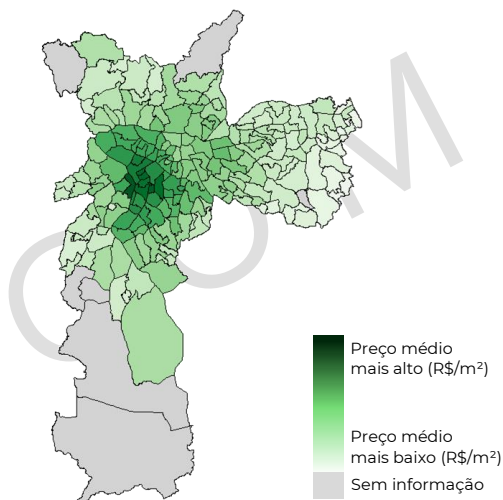 Preço médio
mais alto (R$/m²)
Preço médio
mais baixo (R$/m²)
Sem informação